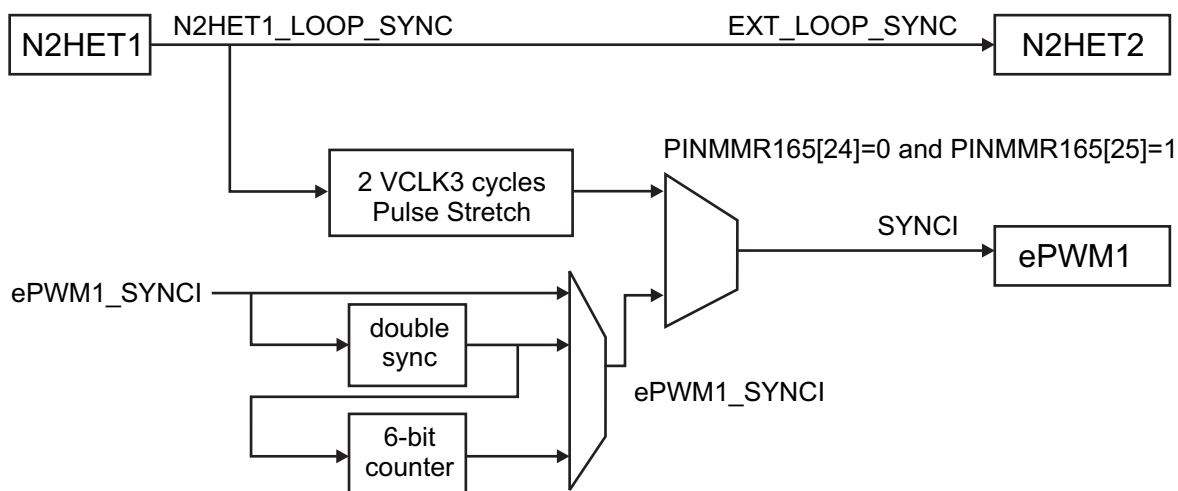 N2HET1
N2HET1_LOOP_SYNC
EXT_LOOP_SYNC
N2HET2
PINMMR165[24]=0 and PINMMR165[25]=1
2 VCLK3 cycles
Pulse Stretch
SYNCI
ePWM1
ePWM1_SYNCI
double
sync
ePWM1_SYNCI
6-bit
counter